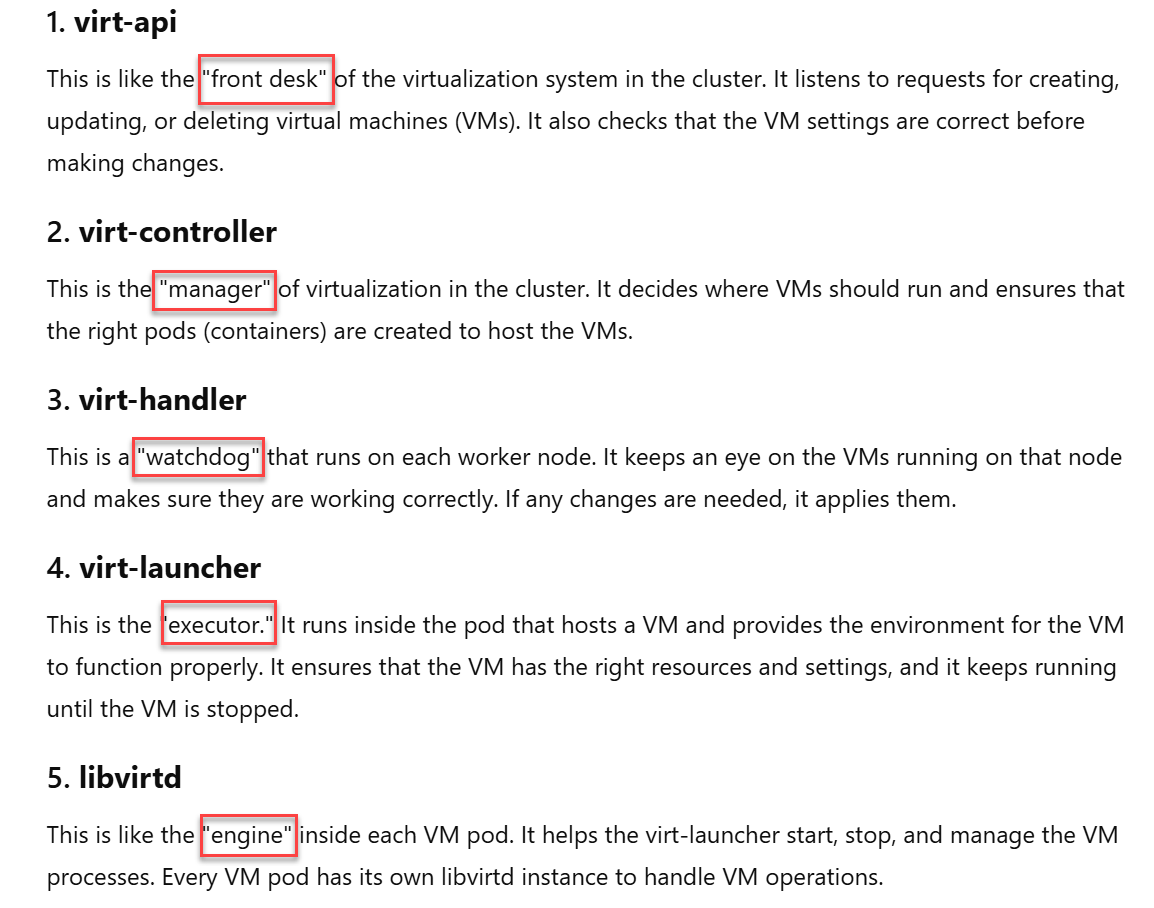 1. virt-api
This is like the "front desk" of the virtualization system in the cluster. It listens to requests for creating,
updating, or deleting virtual machines (VMs). It also checks that the VM settings are correct before
making changes.
2. virt-controller
This is the "manager" of virtualization in the cluster. It decides where VMs should run and ensures that
the right pods (containers) are created to host the VMs.
3. virt-handler
This is a "watchdog" that runs on each worker node. It keeps an eye on the VMs running on that node
and makes sure they are working correctly. If any changes are needed, it applies them.
4. virt-launcher
This is the "executor." It runs inside the pod that hosts a VM and provides the environment for the VM
to function properly. It ensures that the VM has the right resources and settings, and it keeps running
until the VM is stopped.
5. libvirtd
This is like the "engine" inside each VM pod. It helps the virt-launcher start, stop, and manage the VM
processes. Every VM pod has its own libvirtd instance to handle VM operations.